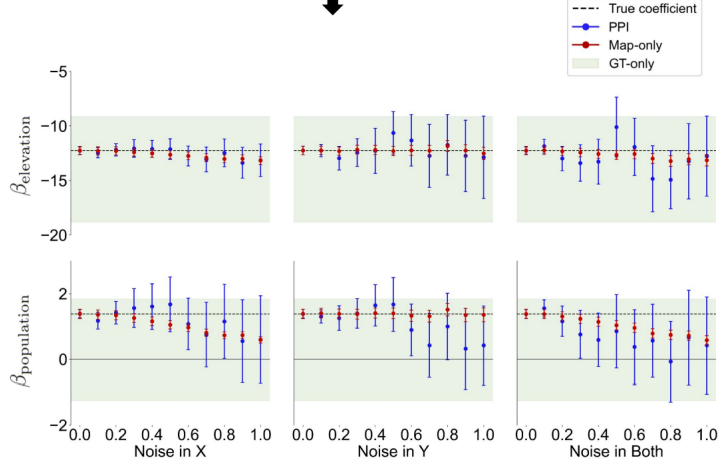 True coefficient
PPI
Map-only
GT-only
−5
−10
−15
−20
βelevation
2
0
−2
βpopulation
0.0 0.2 0.4 0.6 0.8 1.0 0.0 0.2 0.4 0.6 0.8 1.0 0.0 0.2 0.4 0.6 0.8 1.0
Noise in X Noise in Y Noise in Both